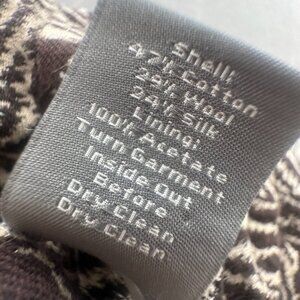 Shell:
47% Cotton
29% Wool
24% Silk
Lining:
100% Acetate
Turn Garment
Inside Out
Before
Dry Clean
Dry Clean